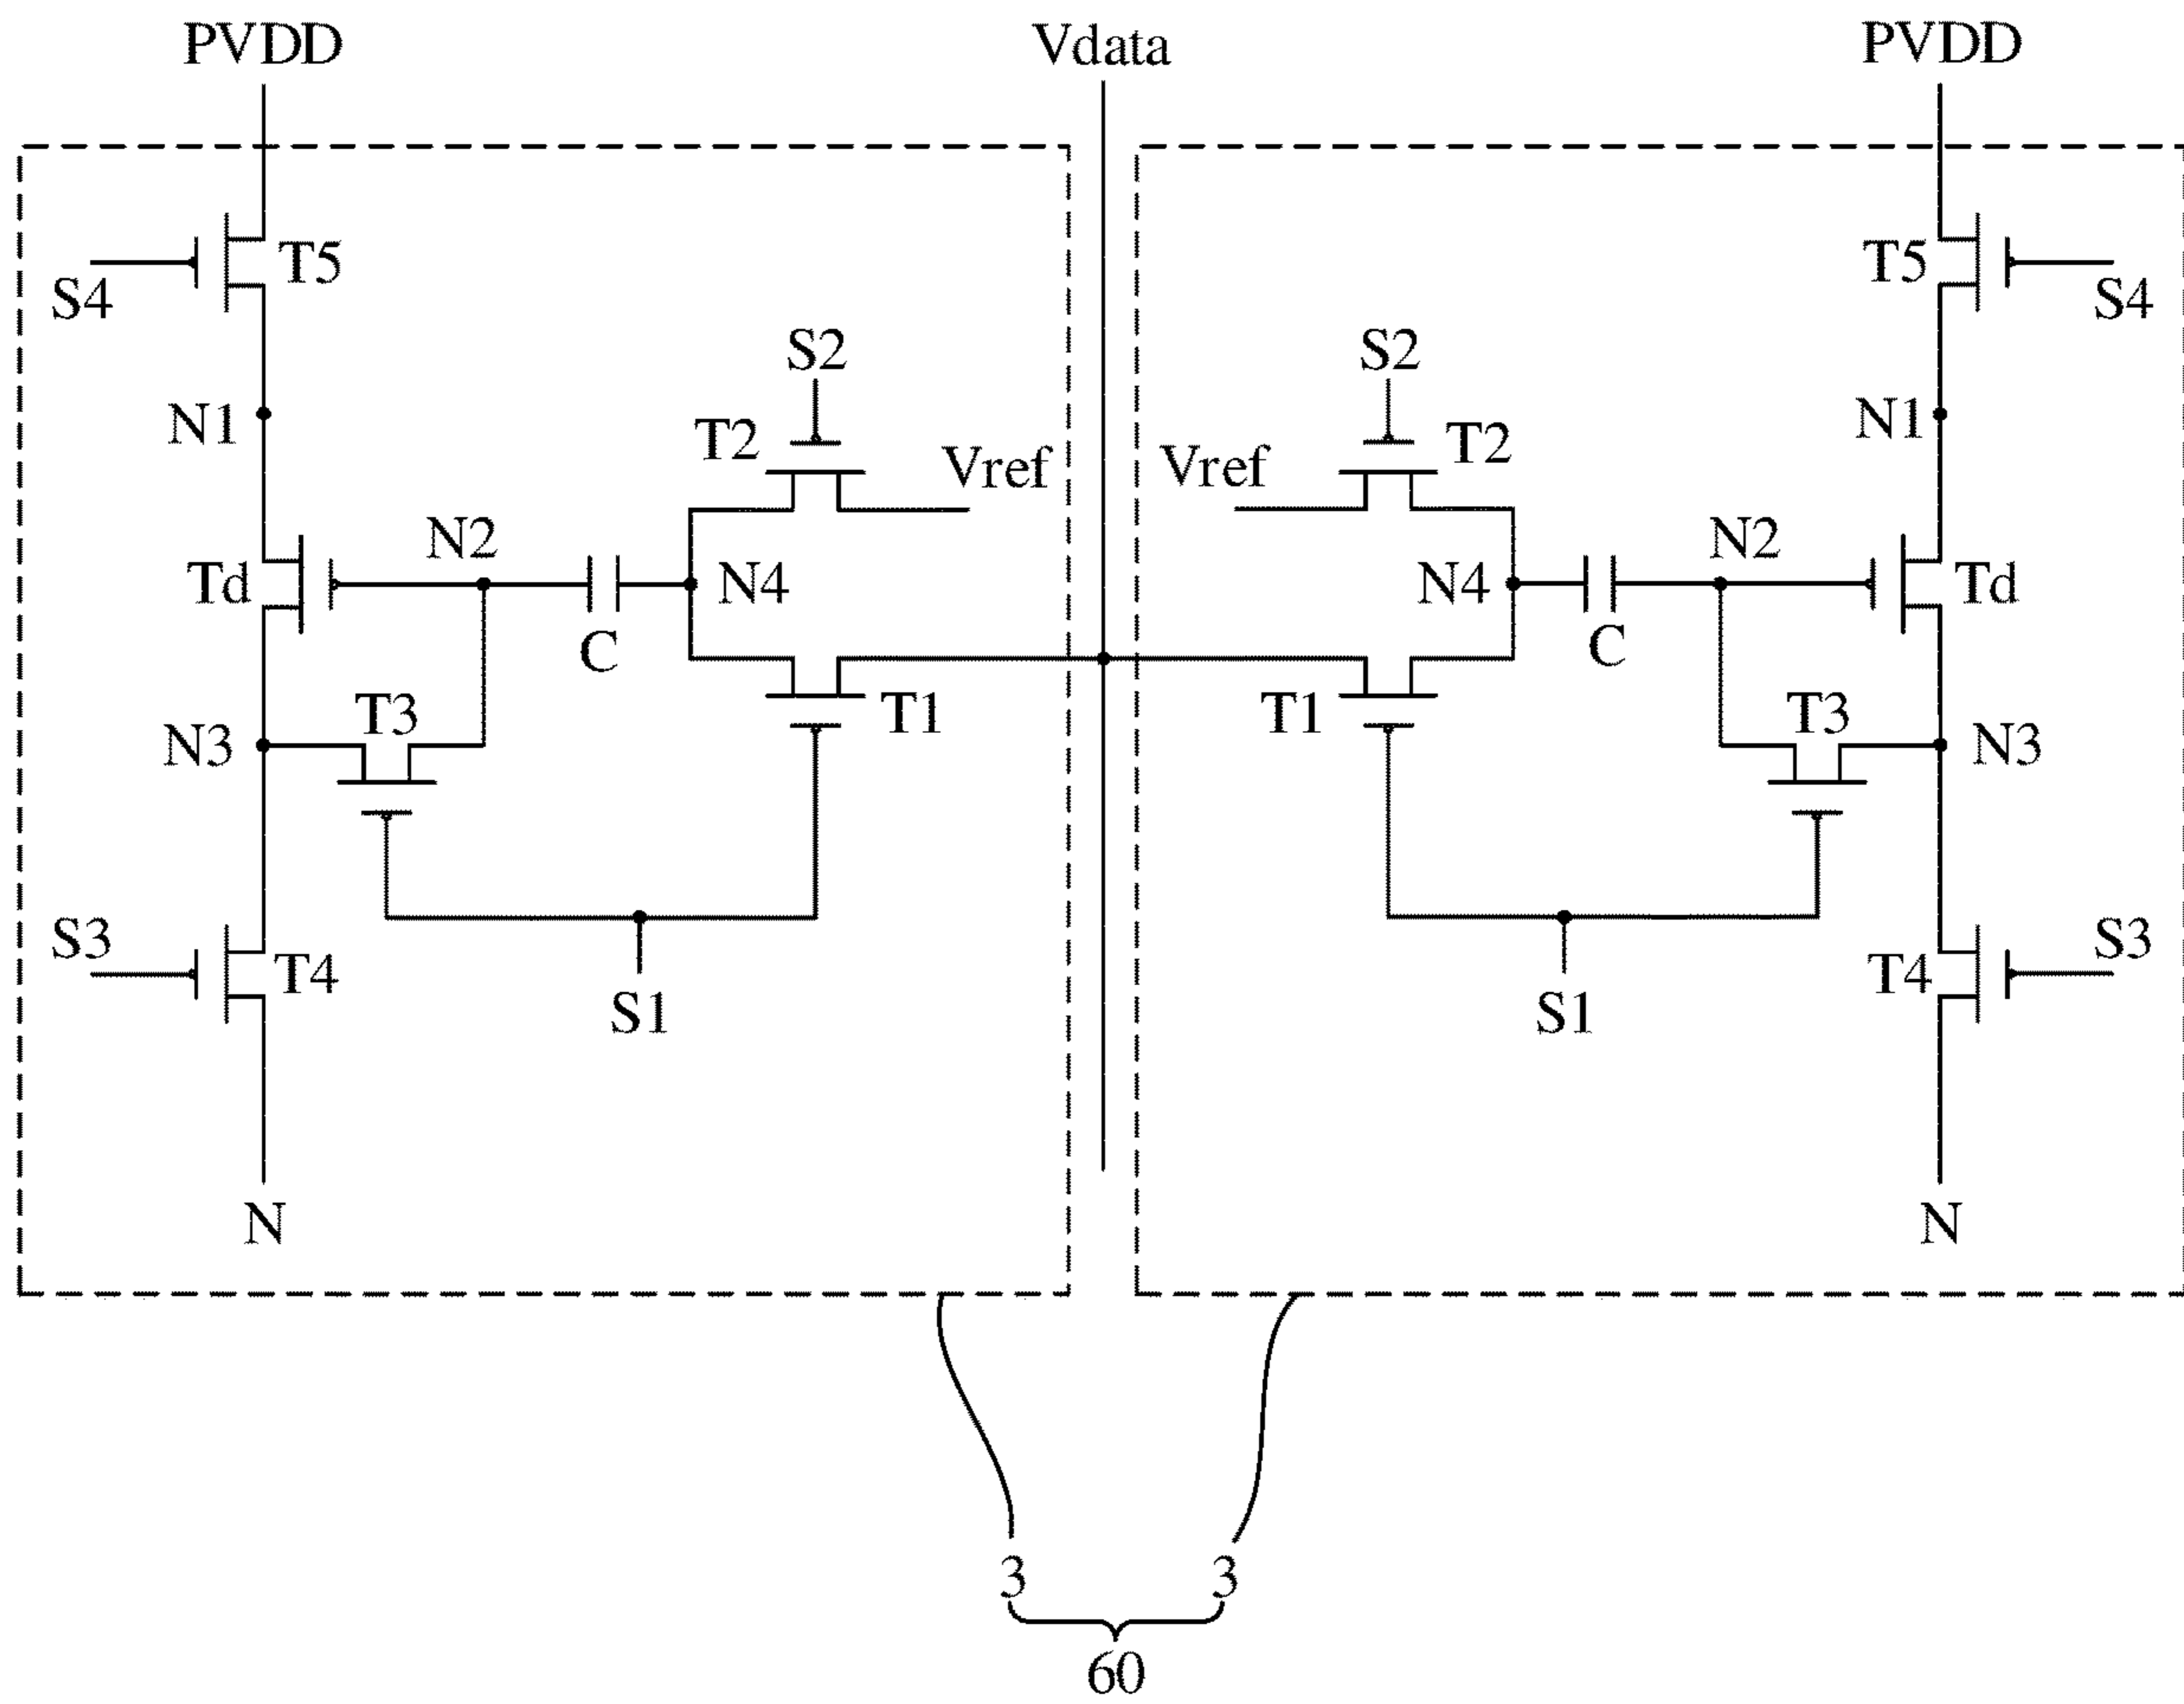 PVDD Vdata PVDD
T5 T5
S4 S4
S2 S2
N1 T2 T2 N1
Vref Vref
N2 N2
Td N4 N4 Td
C C
T3 T1 T1 T3
N3 N3
S3 S3
T4 T4
S1 S1
N N
3 3
60